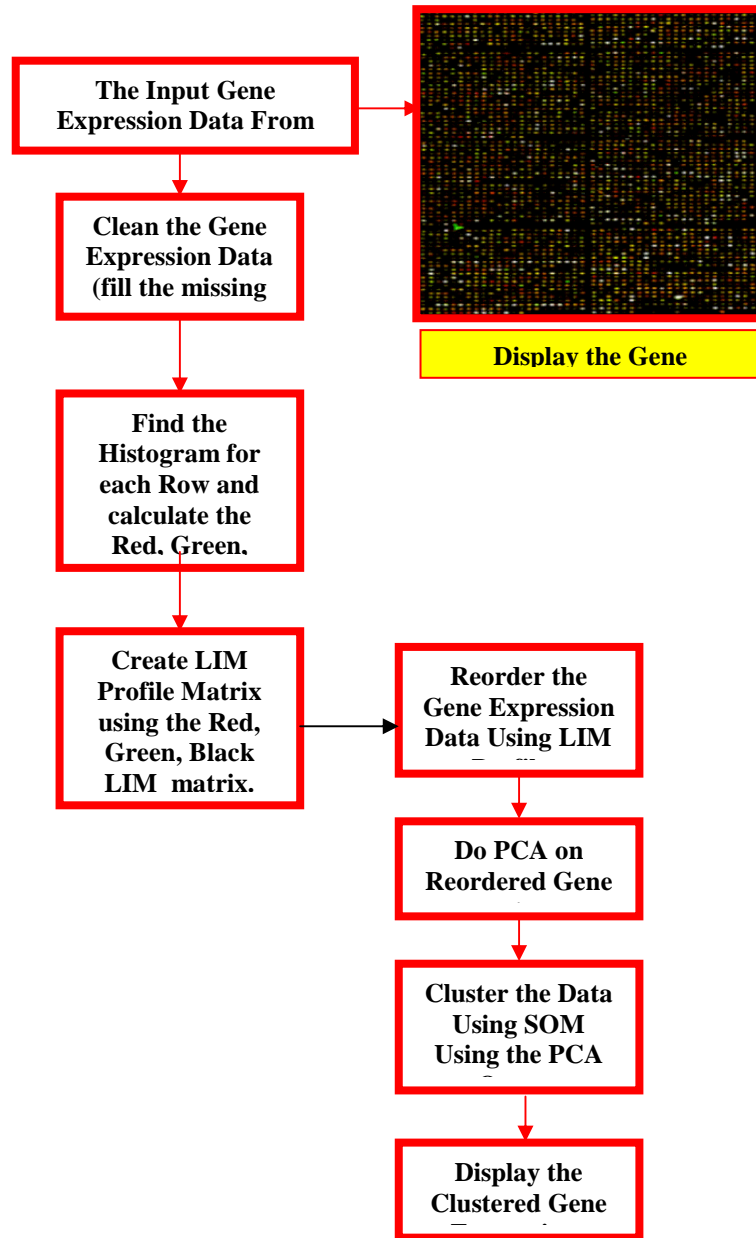 The Input Gene
Expression Data From
Clean the Gene
Expression Data
(fill the missing
Display the Gene
Find the
Histogram for
each Row and
calculate the
Red, Green,
Create LIM
Profile Matrix
using the Red,
Green, Black
LIM matrix.
Reorder the
Gene Expression
Data Using LIM
Do PCA on
Reordered Gene
Cluster the Data
Using SOM
Using the PCA
Display the
Clustered Gene